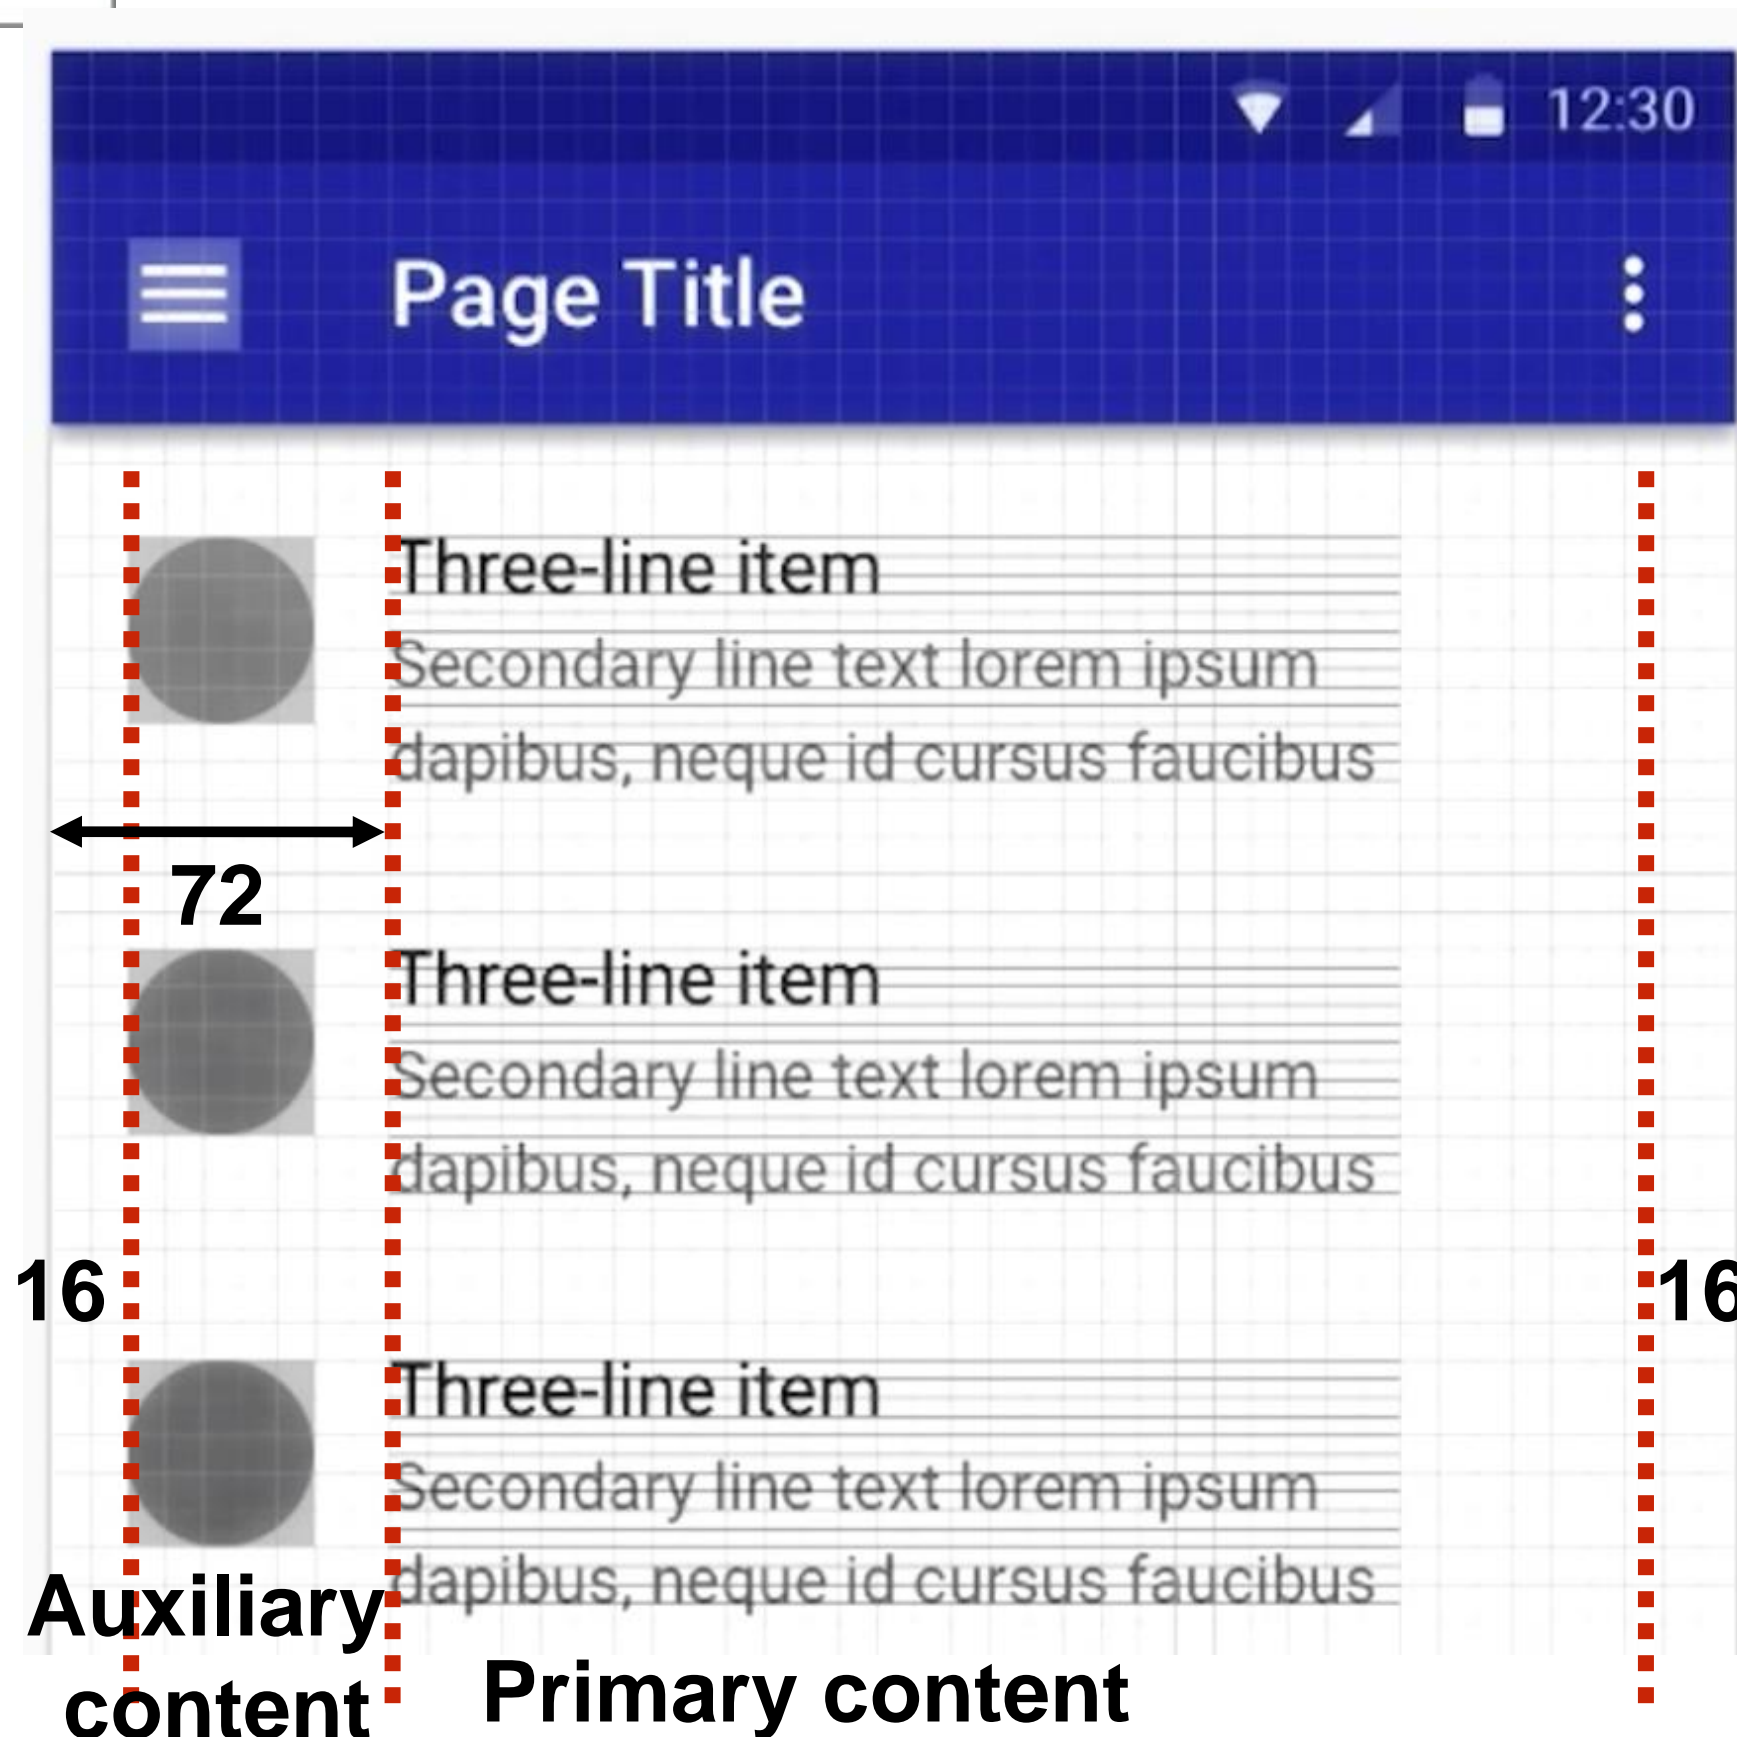 12:30
Page Title
Three-line item
Secondary line text lorem ipsum
dapibus, neque id cursus faucibus
72
Three-line item
Secondary line text lorem ipsum
dapibus, neque id cursus faucibus
16
16
Three-line item
Secondary line text lorem ipsum
dapibus, neque id cursus faucibus
Auxiliary
content
Primary content